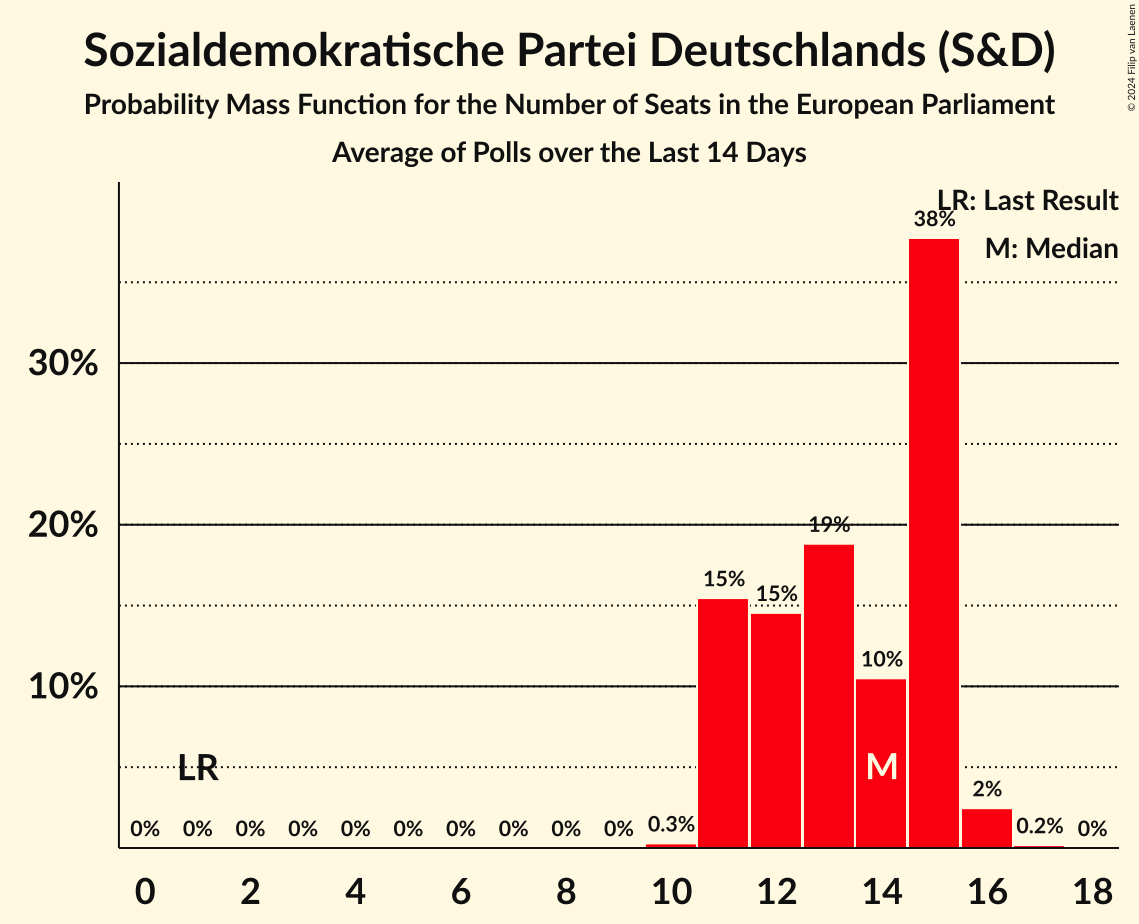 Sozialdemokratische Partei Deutschlands (S&D)
Probability Mass Function for the Number of Seats in the European Parliament
Average of Polls over the Last 14 Days
© 2024 Filip van Laenen
LR: Last Result
M: Median
38%
30%
20%
19%
15%
15%
10%
10%
LR
M
2%
0% 0% 0% 0% 0% 0% 0% 0% 0% 0% 0.3% 0.2% 0%
0 2 4 6 8 10 12 14 16 18